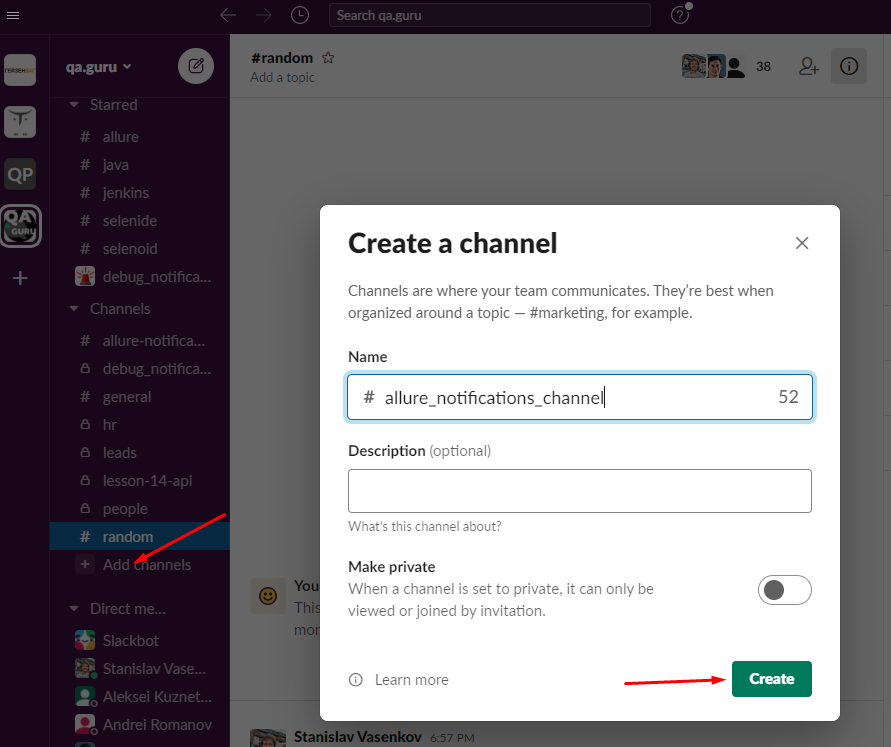 Search qa.guru
qa.guru
Starred
# allure
# java
# jenkins
# selenide
# selenoid
debug_notifica...
Channels
# allure-notifica...
debug_notifica...
# general
hr
leads
lesson-14-api
people
# random
+ Add channels
Direct me...
Slackbot
Stanislav Vase...
Aleksei Kuznet...
Andrei Romanov
QP
QA
GURU
#random
Add a topic
38
Create a channel
Channels are where your team communicates. They're best when
organized around a topic — #marketing, for example.
Name
# allure_notifications_channel 52
Description (optional)
What's this channel about?
Make private
When a channel is set to private, it can only be
viewed or joined by invitation.
Learn more
Create
You
This
mor
Stanislav Vasenkov 6:57 PM